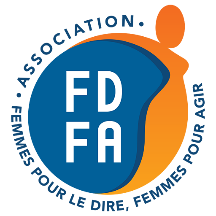 • ASSOCIATION •
FD
FA
FEMMES POUR LE DIRE, FEMMES POUR AGIR